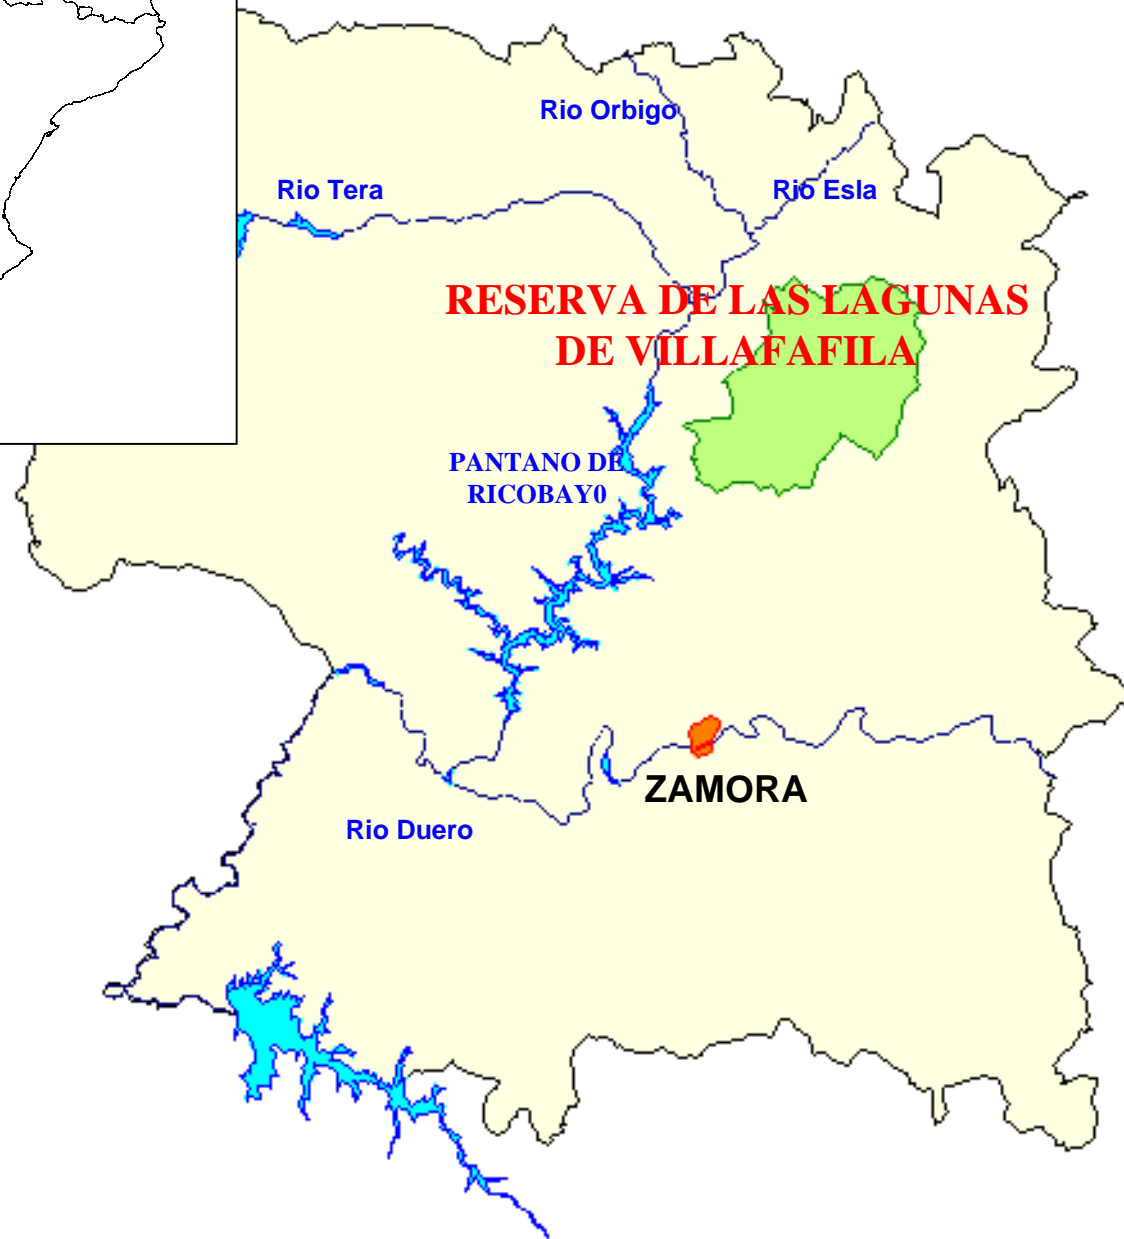 Rio Orbigo
Rio Tera
Rio Esla
RESERVA DE LAS LAGUNAS
DE VILLAFAFILA
PANTANO DE
RICOBAY0
ZAMORA
Rio Duero